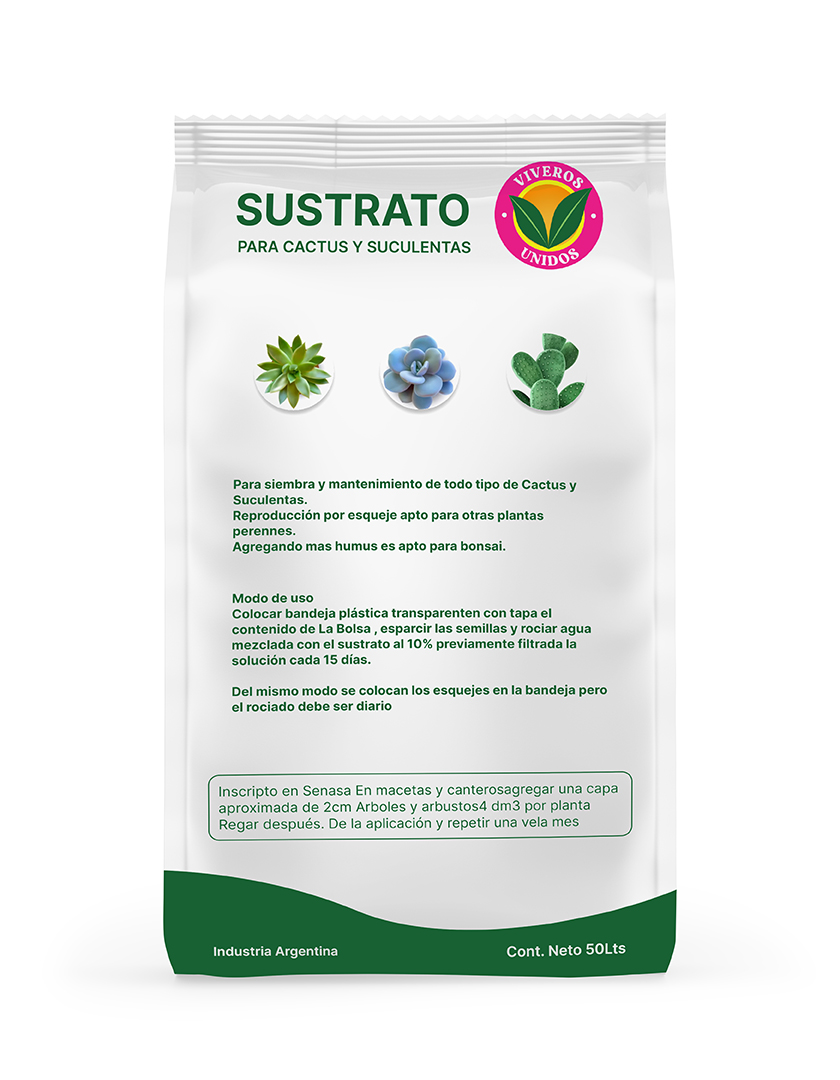 SUSTRATO
PARA CACTUS Y SUCULENTAS
VIVEROS
UNIDOS
Para siembra y mantenimiento de todo tipo de Cactus y
Suculentas.
Reproducción por esqueje apto para otras plantas
perennes.
Agregando mas humus es apto para bonsai.
Modo de uso
Colocar bandeja plástica transparenten con tapa el
contenido de La Bolsa , esparcir las semillas y rociar agua
mezclada con el sustrato al 10% previamente filtrada la
solución cada 15 días.
Del mismo modo se colocan los esquejes en la bandeja pero
el rociado debe ser diario
Inscripto en Senasa En macetas y canterosagregar una capa
aproximada de 2cm Arboles y arbustos4 dm3 por planta
Regar después. De la aplicación y repetir una vela mes
Industria Argentina
Cont. Neto 50Lts